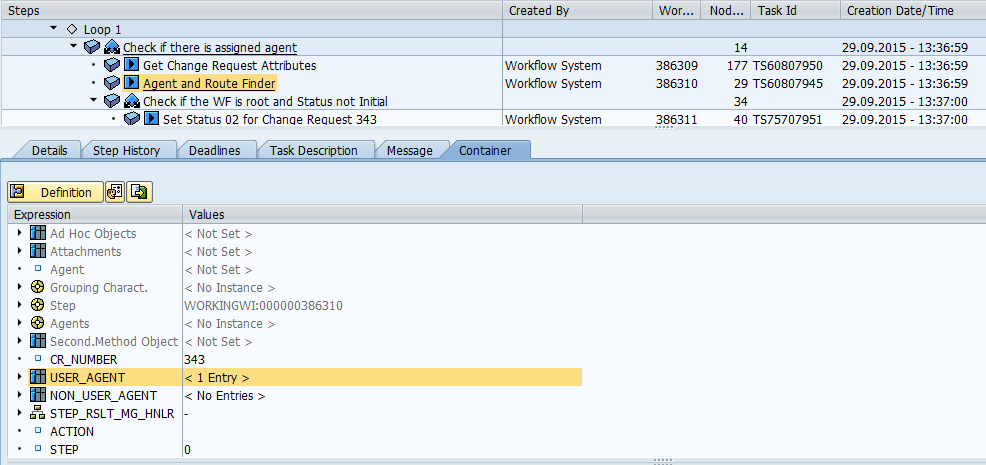 Steps Created By Wor... Nod... Task Id Creation Date/Time
Loop 1
Check if there is assigned agent 14 29.09.2015 - 13:36:59
Get Change Request Attributes Workflow System 386309 177 TS60807950 29.09.2015 - 13:36:59
Agent and Route Finder Workflow System 386310 29 TS60807945 29.09.2015 - 13:36:59
Check if the WF is root and Status not Initial 34 29.09.2015 - 13:37:00
Set Status 02 for Change Request 343 Workflow System 386311 40 TS75707951 29.09.2015 - 13:37:00
Details Step History Deadlines Task Description Message Container
Definition
Expression Values
Ad Hoc Objects < Not Set >
Attachments < Not Set >
Agent < Not Set >
Grouping Charact. < No Instance >
Step WORKINGWI:000000386310
Agents < No Instance >
Second.Method Object < Not Set >
CR_NUMBER 343
USER_AGENT < 1 Entry >
NON_USER_AGENT < No Entries >
STEP_RSLT_MG_HNLR -
ACTION
STEP 0